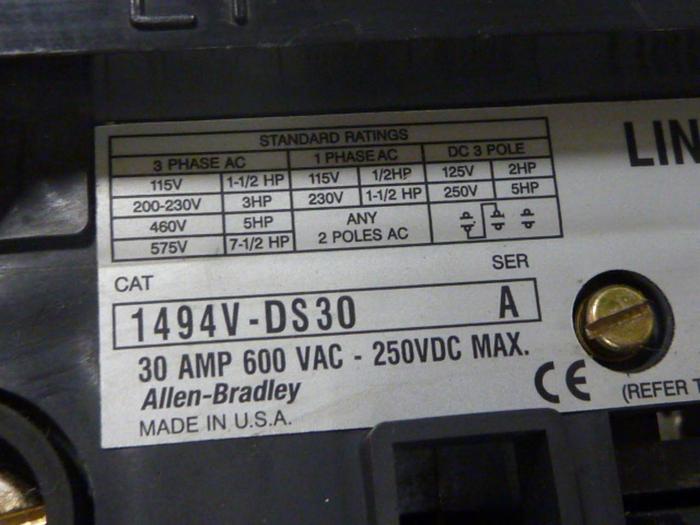 STANDARD RATINGS
3 PHASE AC 1 PHASE AC DC 3 POLE
115V 1-1/2 HP 115V 1/2HP 125V 2HP
200-230V 3HP 230V 1-1/2 HP 250V 5HP
460V 5HP ANY
575V 7-1/2 HP 2 POLES AC
LIN
CAT SER
1494V-DS30 A
30 AMP 600 VAC - 250VDC MAX.
Allen-Bradley
MADE IN U.S.A.
CE
(REFER T